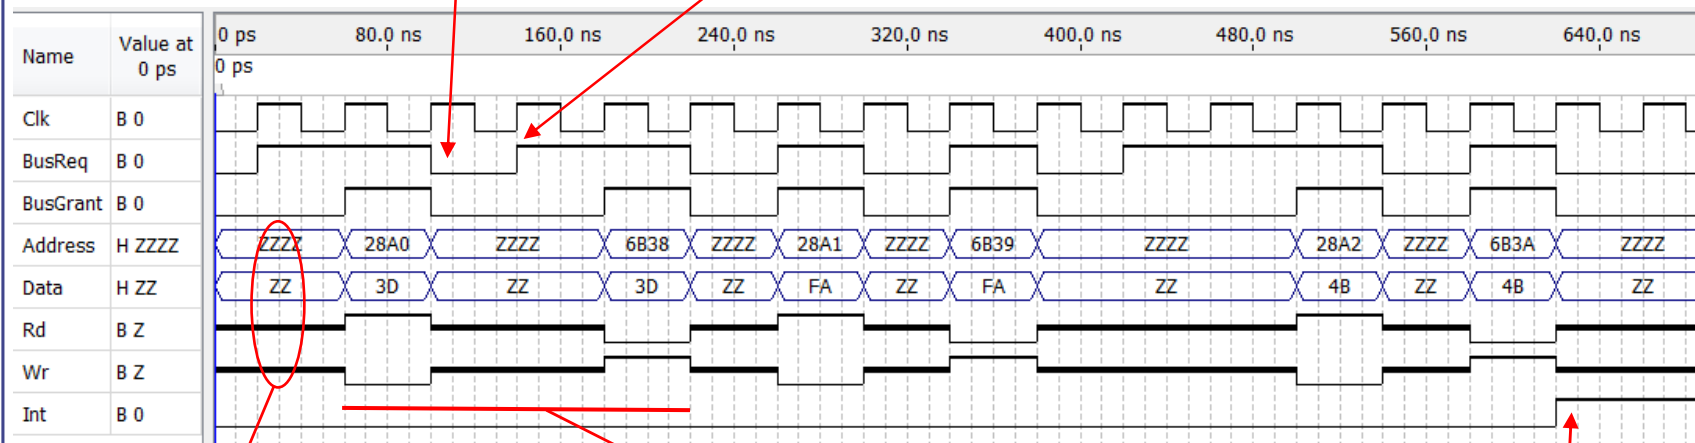 Name Value at 0 ps 0 ps 80.0 ns 160.0 ns 240.0 ns 320.0 ns 400.0 ns 480.0 ns 560.0 ns 640.0 ns
0 ps
Clk B 0
BusReq B 0
BusGrant B 0
Address H ZZZZ ZZZZ 28A0 ZZZZ 6B38 ZZZZ 28A1 ZZZZ 6B39 ZZZZ 28A2 ZZZZ 6B3A ZZZZ
Data H ZZ ZZ 3D ZZ 3D ZZ FA ZZ FA ZZ 4B ZZ 4B ZZ
Rd B Z
Wr B Z
Int B 0